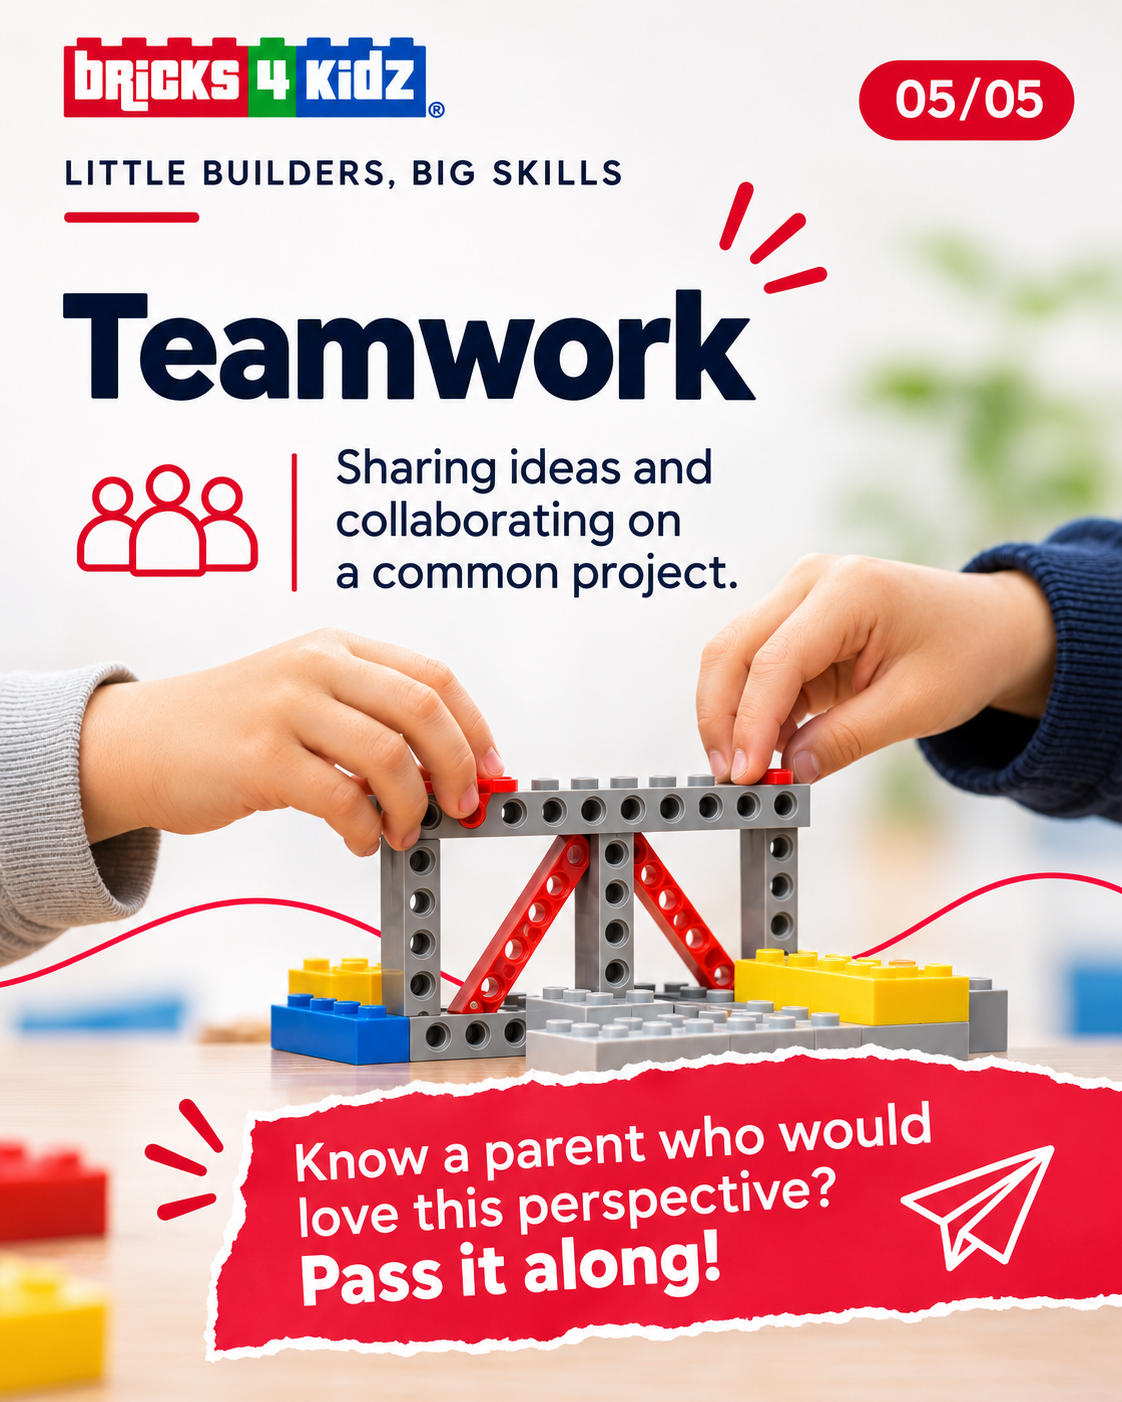 BRICKS 4 KIDZ®
05/05
LITTLE BUILDERS, BIG SKILLS
Teamwork
Sharing ideas and
collaborating on
a common project.
Know a parent who would
love this perspective?
Pass it along!